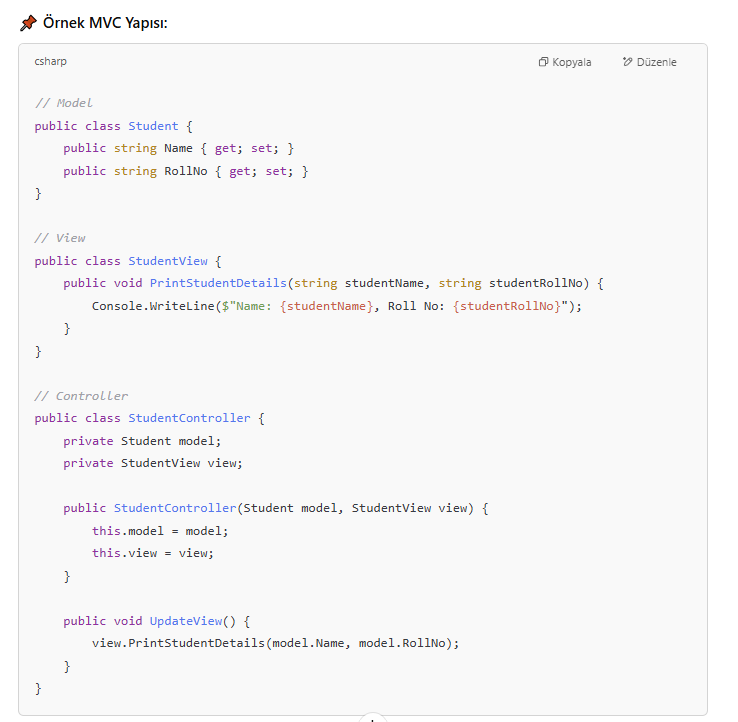 📌 Örnek MVC Yapısı:
csharp
Kopyala
Düzenle
// Model
public class Student {
    public string Name { get; set; }
    public string RollNo { get; set; }
}
// View
public class StudentView {
    public void PrintStudentDetails(string studentName, string studentRollNo) {
        Console.WriteLine($"Name: {studentName}, Roll No: {studentRollNo}");
    }
}
// Controller
public class StudentController {
    private Student model;
    private StudentView view;
    public StudentController(Student model, StudentView view) {
        this.model = model;
        this.view = view;
    }
    public void UpdateView() {
        view.PrintStudentDetails(model.Name, model.RollNo);
    }
}